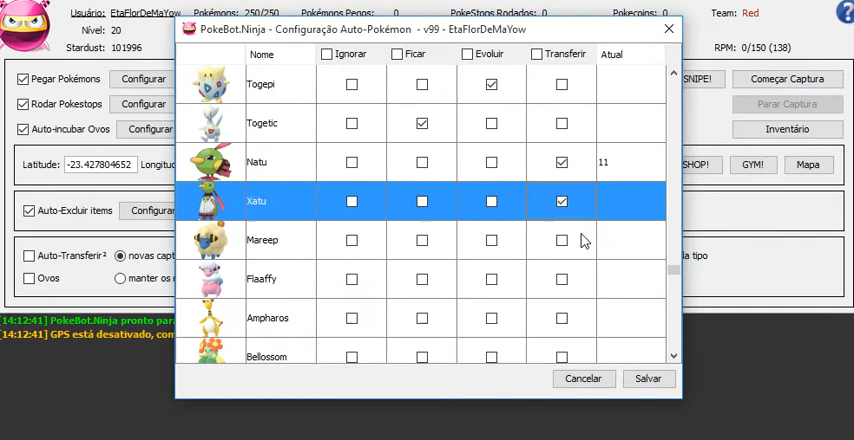 Usuário: EtaFlorDeMaYow Pokémons: 250/250 Pokémons Pegos: 0 PokeStops Rodados: 0 Pokecoins: 0 Team: Red
Nível: 20
Stardust: 101996 RPM: 0/150 (138)
PokeBot.Ninja - Configuração Auto-Pokémon - v99 - EtaFlorDeMaYow
Nome Ignorar Ficar Evoluir Transferir Atual
Togepi
Togetic
Natu 11
Xatu
Mareep
Flaaffy
Ampharos
Bellossom
Cancelar Salvar
Pegar Pokémons Configurar
Rodar Pokestops Configurar
Auto-incubar Ovos Configurar
SNIPE! Começar Captura
Parar Captura
Inventário
Latitude: -23.427804652 Longitud
SHOP! GYM! Mapa
Auto-Excluir items Configurar
Auto-Transferir² novas capt
da tipo
Ovos manter os
[14:12:41] PokeBot.Ninja pronto par
[14:12:41] GPS está desativado, com